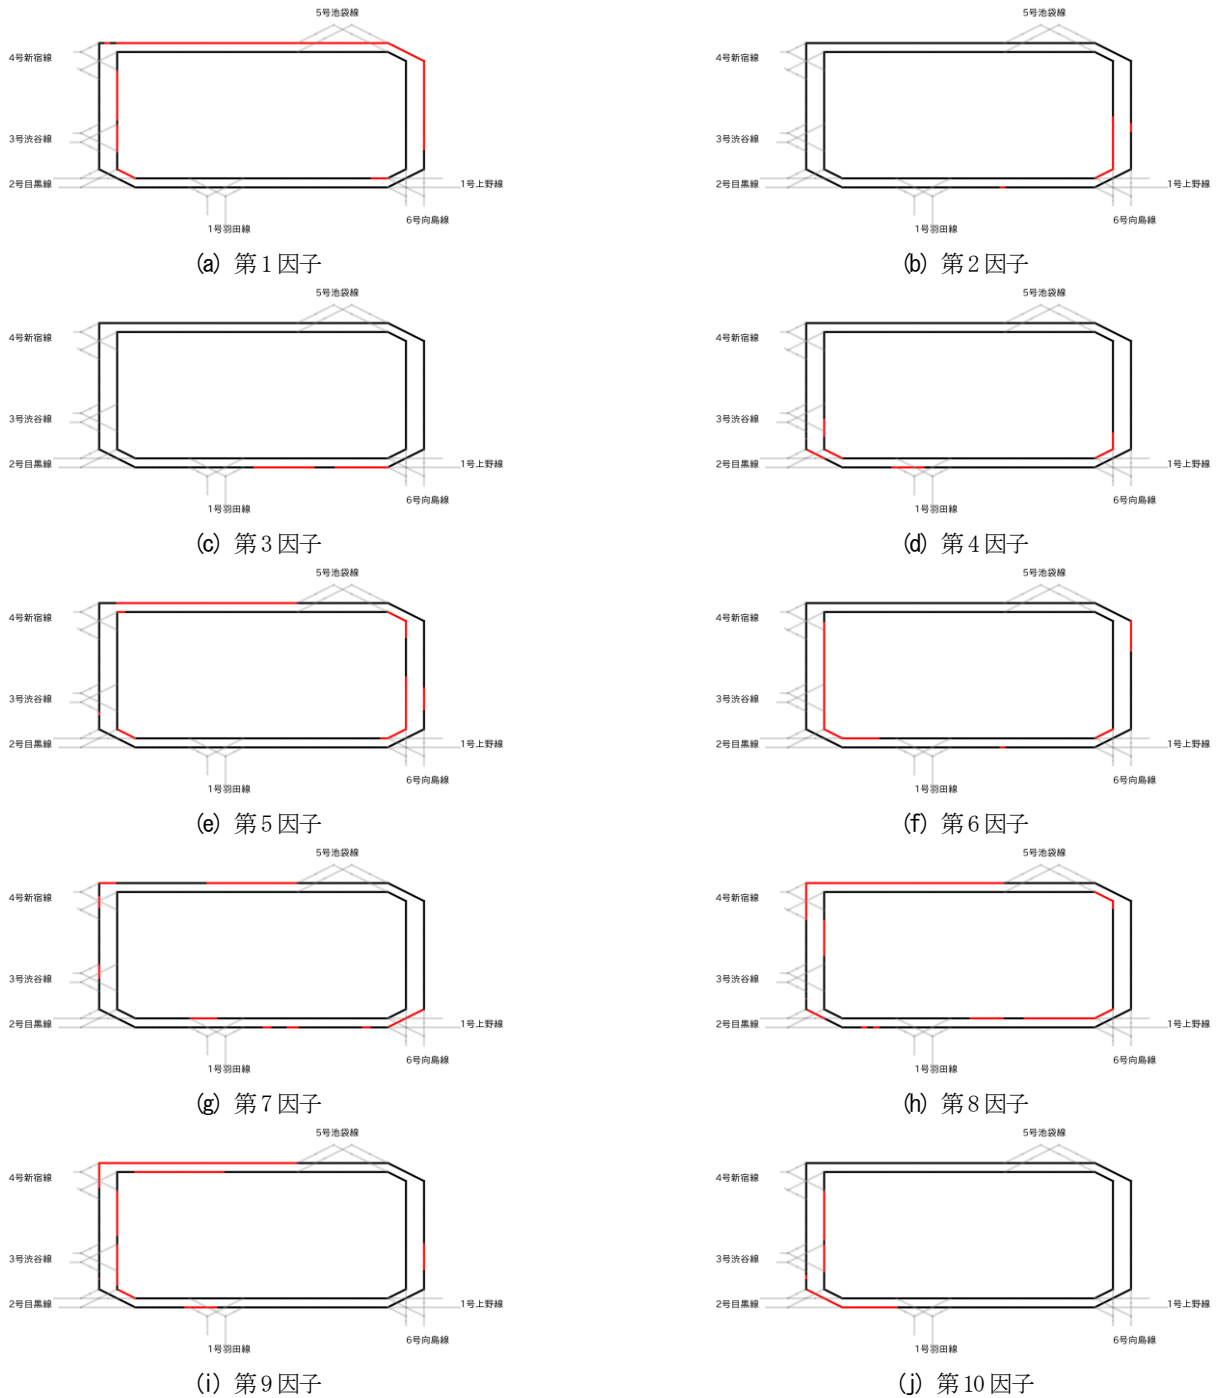 5号池袋線
5号池袋線
4号新宿線
4号新宿線
3号渋谷線
3号渋谷線
2号目黒線
1号上野線
2号目黒線
1号上野線
6号向島線
6号向島線
1号羽田線
1号羽田線
(a) 第1因子
(b) 第2因子
5号池袋線
5号池袋線
4号新宿線
4号新宿線
3号渋谷線
3号渋谷線
2号目黒線
1号上野線
2号目黒線
1号上野線
6号向島線
6号向島線
1号羽田線
1号羽田線
(c) 第3因子
(d) 第4因子
5号池袋線
5号池袋線
4号新宿線
4号新宿線
3号渋谷線
3号渋谷線
2号目黒線
1号上野線
2号目黒線
1号上野線
6号向島線
6号向島線
1号羽田線
1号羽田線
(e) 第5因子
(f) 第6因子
5号池袋線
5号池袋線
4号新宿線
4号新宿線
3号渋谷線
3号渋谷線
2号目黒線
1号上野線
2号目黒線
1号上野線
6号向島線
6号向島線
1号羽田線
1号羽田線
(g) 第7因子
(h) 第8因子
5号池袋線
5号池袋線
4号新宿線
4号新宿線
3号渋谷線
3号渋谷線
2号目黒線
1号上野線
2号目黒線
1号上野線
6号向島線
6号向島線
1号羽田線
1号羽田線
(i) 第9因子
(j) 第10因子